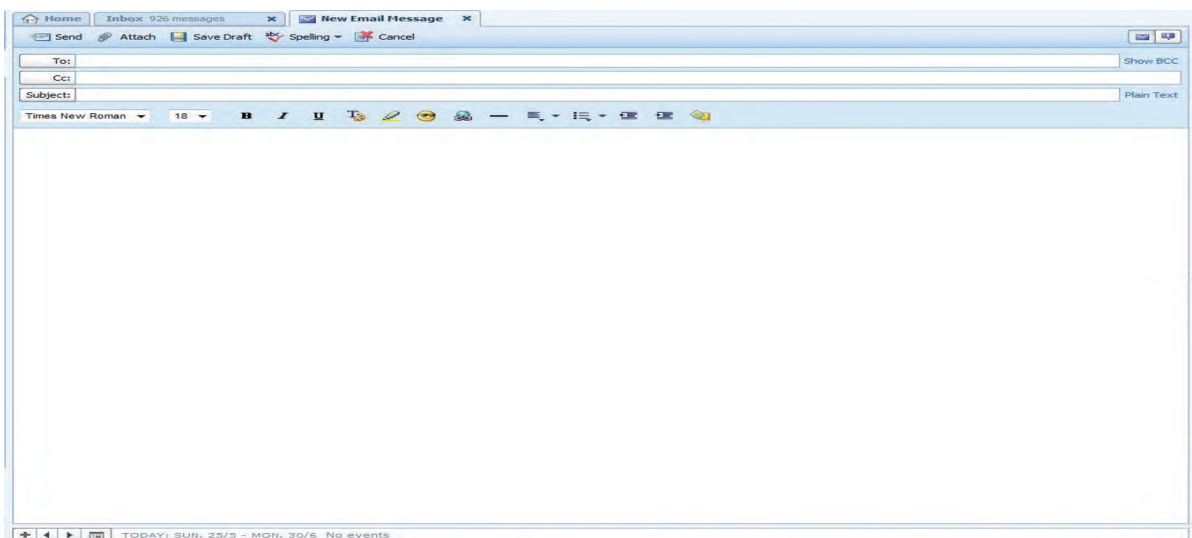 Home Inbox 926 messages New Email Message
Send Attach Save Draft abc Spelling Cancel
To: Show BCC
Cc:
Subject: Plain Text
Times New Roman 18 B I U T
TODAY: SUN, 25/5 - MON, 30/6 No events